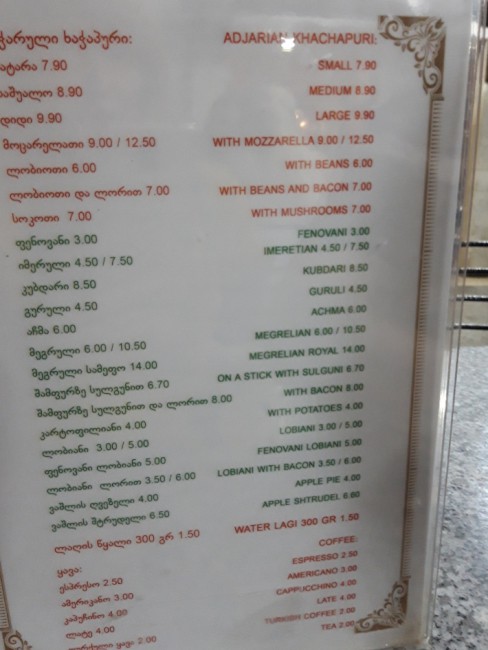 ჭარული ხაჭაპური: ADJARIAN KHACHAPURI:
პატარა 7.90 SMALL 7.90
საშუალო 8.90 MEDIUM 8.90
დიდი 9.90 LARGE 9.90
მოცარელათი 9.00 / 12.50 WITH MOZZARELLA 9.00 / 12.50
ლობიოთი 6.00 WITH BEANS 6.00
ლობიოთი და ლორით 7.00 WITH BEANS AND BACON 7.00
სოკოთი 7.00 WITH MUSHROOMS 7.00
ფენოვანი 3.00 FENOVANI 3.00
იმერული 4.50 / 7.50 IMERETIAN 4.50 / 7.50
კუბდარი 8.50 KUBDARI 8.50
გურული 4.50 GURULI 4.50
აჩმა 6.00 ACHMA 6.00
მეგრული 6.00 / 10.50 MEGRELIAN 6.00 / 10.50
მეგრული სამეფო 14.00 MEGRELIAN ROYAL 14.00
შამფურზე სულგუნით 6.70 ON A STICK WITH SULGUNI 6.70
შამფურზე სულგუნით და ლორით 8.00 WITH BACON 8.00
კარტოფილიანი 4.00 WITH POTATOES 4.00
ლობიანი 3.00 / 5.00 LOBIANI 3.00 / 5.00
ფენოვანი ლობიანი 5.00 FENOVANI LOBIANI 5.00
ლობიანი ლორით 3.50 / 6.00 LOBIANI WITH BACON 3.50 / 6.00
ვაშლის ღვეზელი 4.00 APPLE PIE 4.00
ვაშლის შტრუდელი 6.50 APPLE SHTRUDEL
ლაღის წყალი 300 გრ 1.50 WATER LAGI 300 GR 1.50
ყავა: COFFEE:
ესპრესო 2.50 ESPRESSO 2.50
ამერიკანო 3.00 AMERICANO 3.00
კაპუჩინო 4.00 CAPPUCCHINO 4.00
ლატე 4.00 LATE 4.00
ყავა 2.00 TURKISH COFFEE 2.00
TEA 2.00